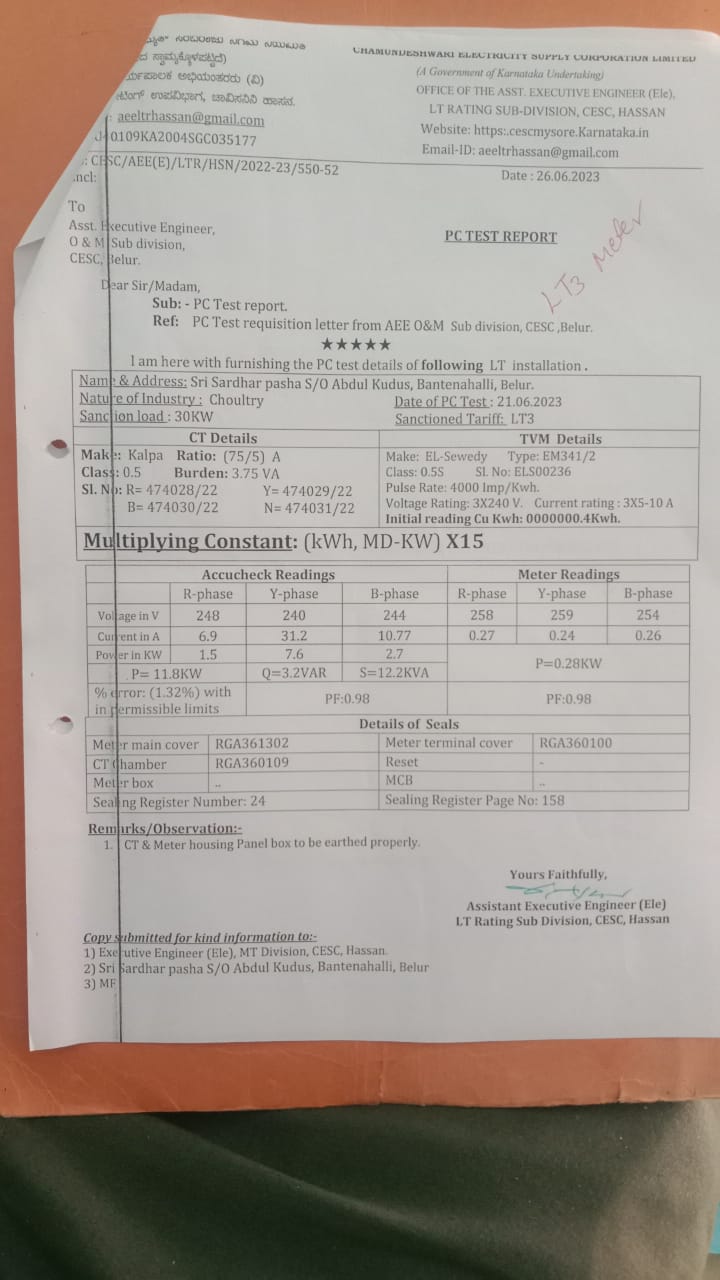 CHAMUNDESHWARI ELECTRICITY SUPPLY CORPORATION LIMITED
(A Government of Karnataka Undertaking)
ರ್ಯಪಾಲಕ ಅಭಿಯಂತರರು (ವಿ)
OFFICE OF THE ASST. EXECUTIVE ENGINEER (Ele),
ಉಪವಿಭಾಗ, ಚಾವಿಸನಿನಿ ಹಾಸನ.
LT RATING SUB-DIVISION, CESC, HASSAN
: aeeltrhassan@gmail.com
Website: https:.cescmysore.Karnataka.in
40109KA2004SGC035177
Email-ID: aeeltrhassan@gmail.com
: CESC/AEE(E)/LTR/HSN/2022-23/550-52
ncl:
Date : 26.06.2023
To
Asst. Executive Engineer,
O & M Sub division,
CESC, Belur.
PC TEST REPORT
LT3 Meter
Dear Sir/Madam,
Sub: - PC Test report.
Ref: PC Test requisition letter from AEE O&M Sub division, CESC ,Belur.
★★★★★
I am here with furnishing the PC test details of following LT installation .
Name & Address: Sri Sardhar pasha S/O Abdul Kudus, Bantenahalli, Belur.
Nature of Industry : Choultry Date of PC Test : 21.06.2023
Sanction load : 30KW Sanctioned Tariff: LT3
CT Details TVM Details
Make: Kalpa Ratio: (75/5) A Make: EL-Sewedy Type: EM341/2
Class: 0.5 Burden: 3.75 VA Class: 0.5S Sl. No: ELS00236
Sl. No: R= 474028/22 Y= 474029/22 Pulse Rate: 4000 Imp/Kwh.
B= 474030/22 N= 474031/22 Voltage Rating: 3X240 V. Current rating : 3X5-10 A
Initial reading Cu Kwh: 0000000.4Kwh.
Multiplying Constant: (kWh, MD-KW) X15
Accucheck Readings Meter Readings
R-phase Y-phase B-phase R-phase Y-phase B-phase
Voltage in V 248 240 244 258 259 254
Current in A 6.9 31.2 10.77 0.27 0.24 0.26
Power in KW 1.5 7.6 2.7 P=0.28KW
P= 11.8KW Q=3.2VAR S=12.2KVA
% error: (1.32%) with
in permissible limits PF:0.98 PF:0.98
Details of Seals
Meter main cover RGA361302 Meter terminal cover RGA360100
CT Chamber RGA360109 Reset -
Meter box .. MCB ..
Sealing Register Number: 24 Sealing Register Page No: 158
Remarks/Observation:-
1. CT & Meter housing Panel box to be earthed properly.
Yours Faithfully,
Assistant Executive Engineer (Ele)
LT Rating Sub Division, CESC, Hassan
Copy submitted for kind information to:-
1) Executive Engineer (Ele), MT Division, CESC, Hassan.
2) Sri Sardhar pasha S/O Abdul Kudus, Bantenahalli, Belur
3) MF